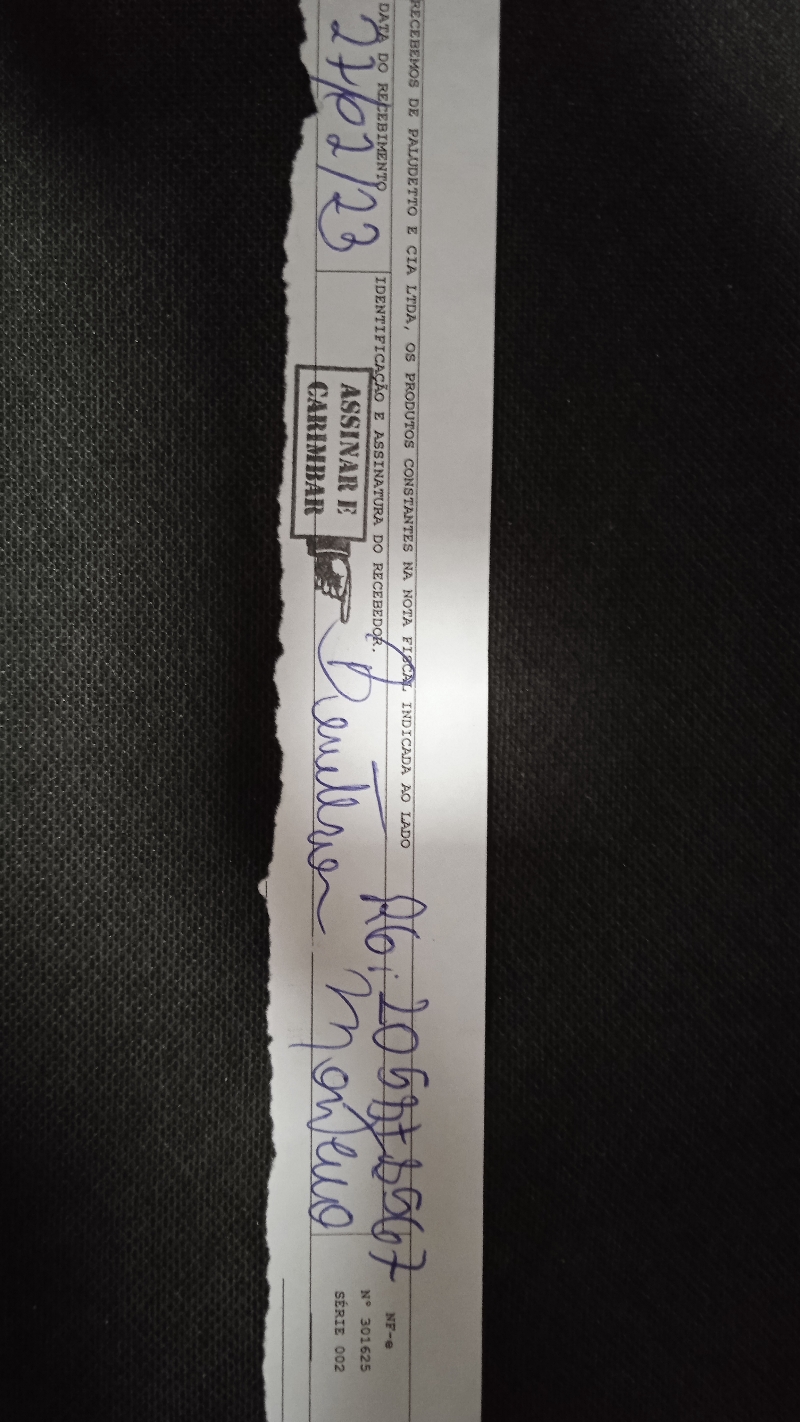 RECEBEMOS DE PALUDETTO E CIA LTDA, OS PRODUTOS CONSTANTES NA NOTA FISCAL INDICADA AO LADO
DATA DO RECEBIMENTO
27/02/23
IDENTIFICAÇÃO E ASSINATURA DO RECEBEDOR.
ASSINAR E
CARIMBAR
Monteiro
NF-e
Nº 301625
SÉRIE 002